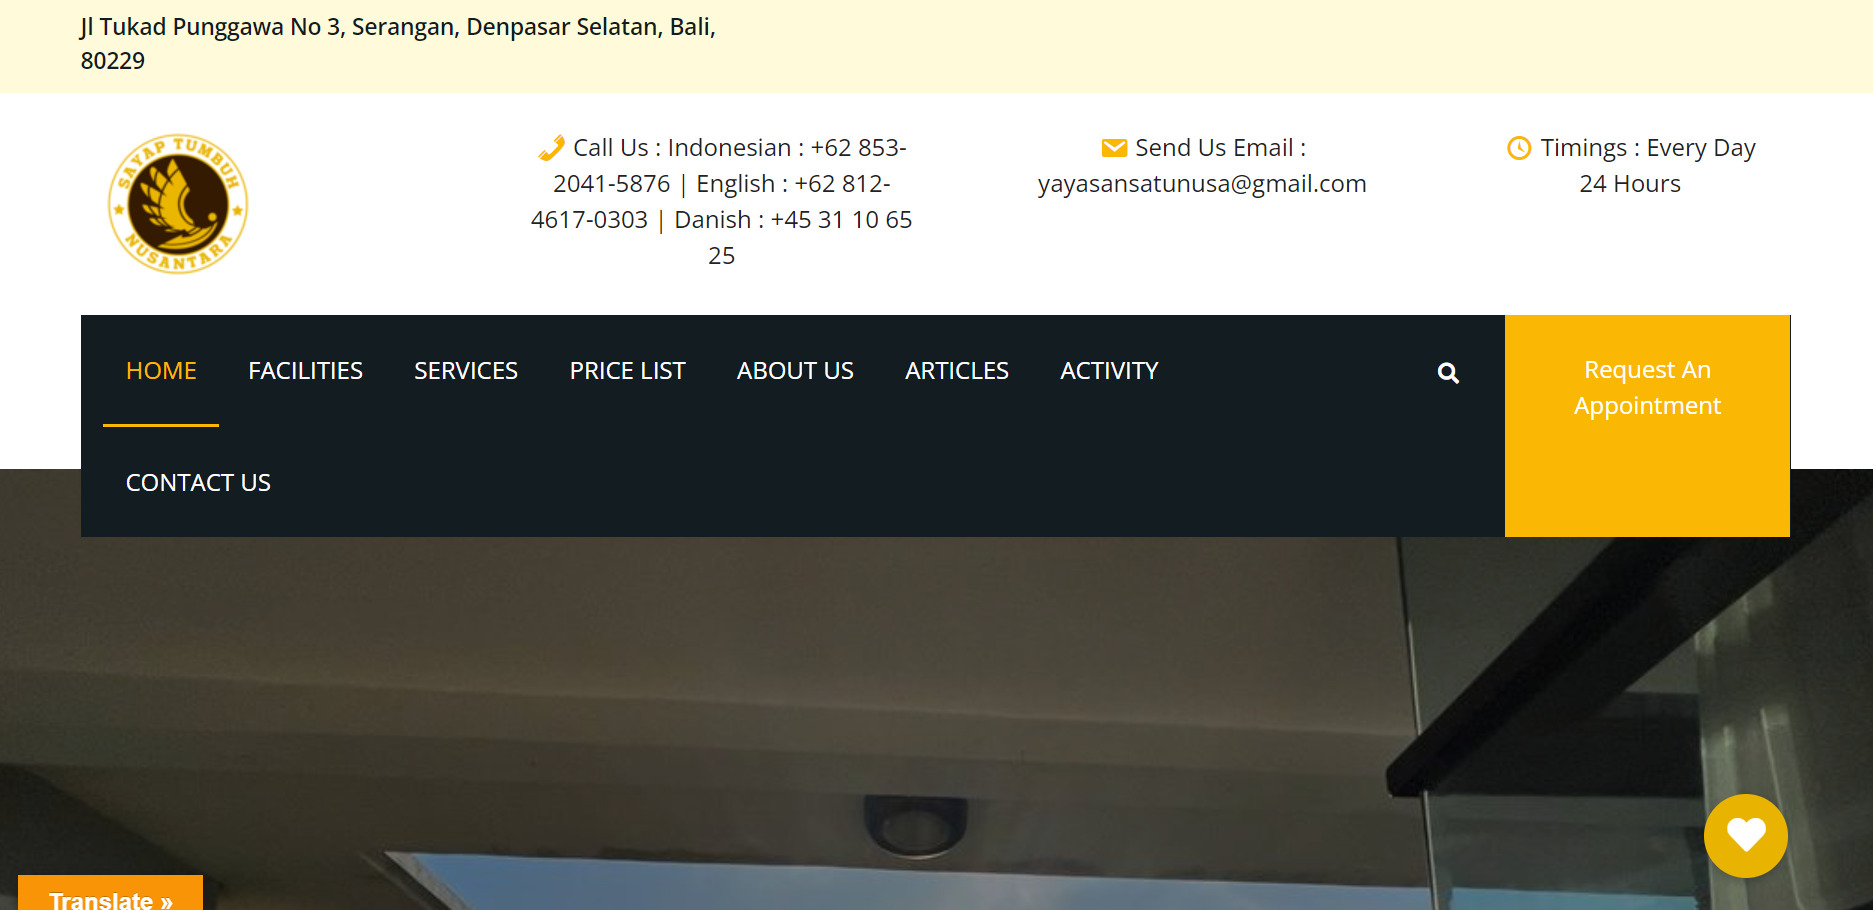 Jl Tukad Punggawa No 3, Serangan, Denpasar Selatan, Bali,
80229
SAYAP TUMBUH
NUSANTARA
Call Us : Indonesian : +62 853-
2041-5876 | English : +62 812-
4617-0303 | Danish : +45 31 10 65
25
Send Us Email :
yayasansatunusa@gmail.com
Timings : Every Day
24 Hours
HOME FACILITIES SERVICES PRICE LIST ABOUT US ARTICLES ACTIVITY
CONTACT US
Request An
Appointment
Translate »